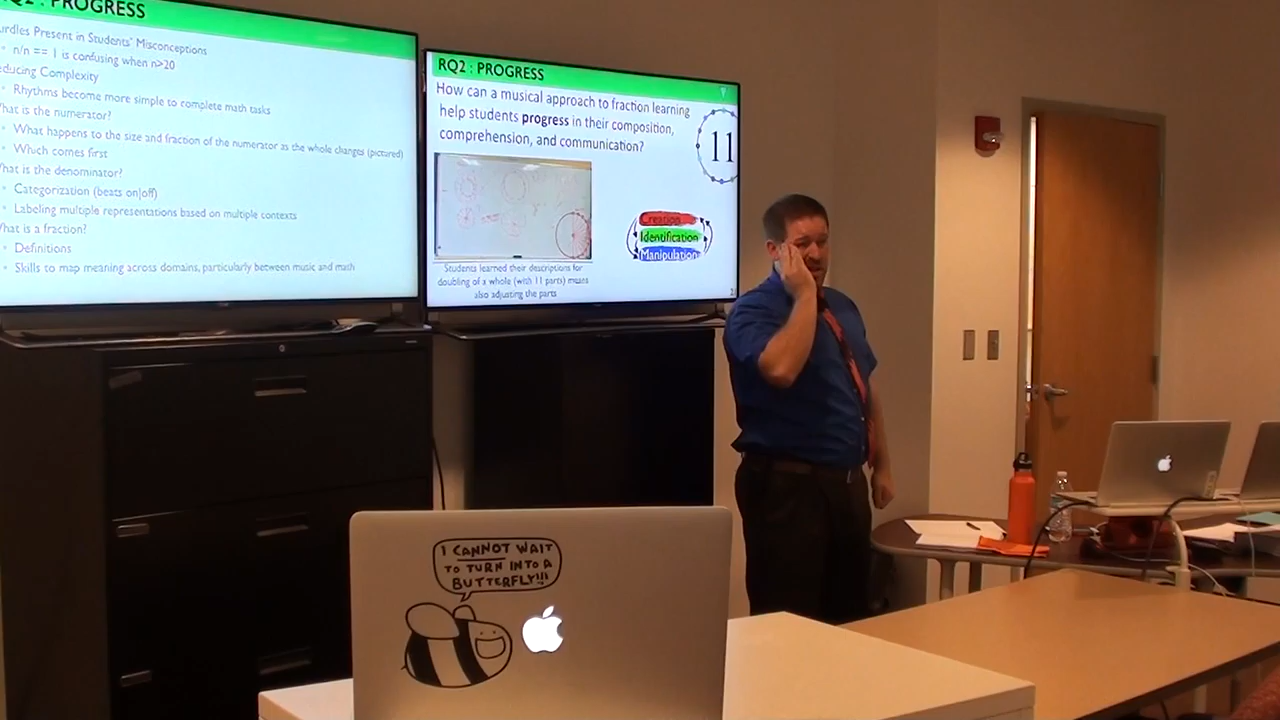 RQ2 : PROGRESS
Hurdles Present in Students' Misconceptions
n/n == 1 is confusing when n>20
Reducing Complexity
Rhythms become more simple to complete math tasks
What is the numerator?
What happens to the size and fraction of the numerator as the whole changes (pictured)
Which comes first
What is the denominator?
Categorization (beats on|off)
Labeling multiple representations based on multiple contexts
What is a fraction?
Definitions
Skills to map meaning across domains, particularly between music and math
RQ2 : PROGRESS
How can a musical approach to fraction learning
help students progress in their composition,
comprehension, and communication?
11
Creation
Identification
Manipulation
Students learned their descriptions for
doubling of a whole (with 11 parts) means
also adjusting the parts
I CANNOT WAIT
TO TURN INTO A
BUTTERFLY!!!